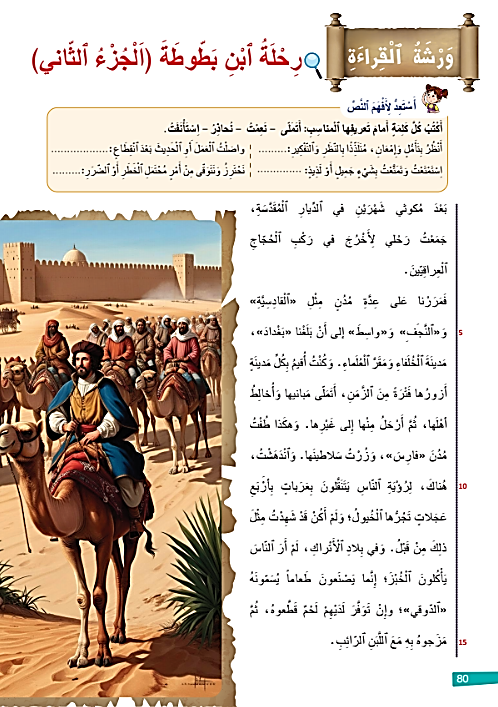 وَرْشَةُ ٱلْقِراءَةِ
رِحْلَةُ ٱبْنِ بَطّوطَةَ (اَلْجُزْءُ ٱلثّاني)
أَسْتَعِدُّ لِأَفْهَمَ ٱلنَّصَّ
أَكْتُبُ كُلَّ كَلِمَةٍ أَمامَ تَعْريفِها ٱلْمُناسِبِ: أَتَمَلّى – نَعِمْتُ – نُحاذِرُ – اِسْتَأْنَفْتُ.
أَنْظُرُ بِتَأَمُّلٍ وَإِمْعانٍ، مُتَلَذِّذًا بِالنَّظَرِ وَٱلتَّفْكيرِ:......... واصَلْتُ ٱلْعَمَلَ أَوِ ٱلْحَديثَ بَعْدَ ٱنْقِطاعٍ:...............
اِسْتَمْتَعْتُ وَتَمَتَّعْتُ بِشَيْءٍ جَميلٍ أَوْ لَذيذٍ: ............... نَحْتَرِزُ وَنَتَوَقّى مِنْ أَمْرٍ مُحْتَمَلِ ٱلْخَطَرِ أَوِ ٱلضَّرَرِ:.........
بَعْدَ مُكوثي شَهْرَيْنِ في ٱلدِّيارِ ٱلْمُقَدَّسَةِ،
جَمَعْتُ رَحْلي لِأَخْرُجَ في رَكْبِ ٱلْحُجّاجِ
ٱلْعِراقِيّينَ.
فَمَرَرْنا عَلى عِدَّةِ مُدُنٍ مِثْلِ «ٱلْقادِسِيَّةِ»
5 وَ«ٱلنَّجَفِ» وَ«واسِطَ» إِلى أَنْ بَلَغْنا «بَغْدادَ»،
مَدينَةَ ٱلْخُلَفاءِ وَمَقَرَّ ٱلْعُلَماءِ. وَكُنْتُ أُقيمُ بِكُلِّ مَدينَةٍ
أَزورُها فَتْرَةً مِنَ ٱلزَّمَنِ، أَتَمَلّى مَبانيها وَأُخالِطُ
أَهْلَها، ثُمَّ أَرْحَلُ مِنْها إِلى غَيْرِها. وَهكَذا طُفْتُ
مُدُنَ «فارِسَ»، وَزُرْتُ سَلاطينَها. وَٱنْدَهَشْتُ،
10 هُناكَ، لِرُؤْيَةِ ٱلنّاسِ يَتَنَقَّلونَ بِعَرَباتٍ بِأَرْبَعِ
عَجَلاتٍ تَجُرُّها ٱلْخُيولُ؛ وَلَمْ أَكُنْ قَدْ شَهِدْتُ مِثْلَ
ذلِكَ مِنْ قَبْلُ. وَفي بِلادِ ٱلْأَتْراكِ، لَمْ أَرَ ٱلنّاسَ
يَأْكُلونَ ٱلْخُبْزَ؛ إِنَّما يَصْنَعونَ طَعاماً يُسَمّونَهُ
«ٱلدّوقي»؛ وَإِنْ تَوَفَّرَ لَدَيْهِمْ لَحْمٌ قَطَّعوهُ، ثُمَّ
15 مَزَجوهُ بِهِ مَعَ ٱللَّبَنِ ٱلرّائِبِ.
80